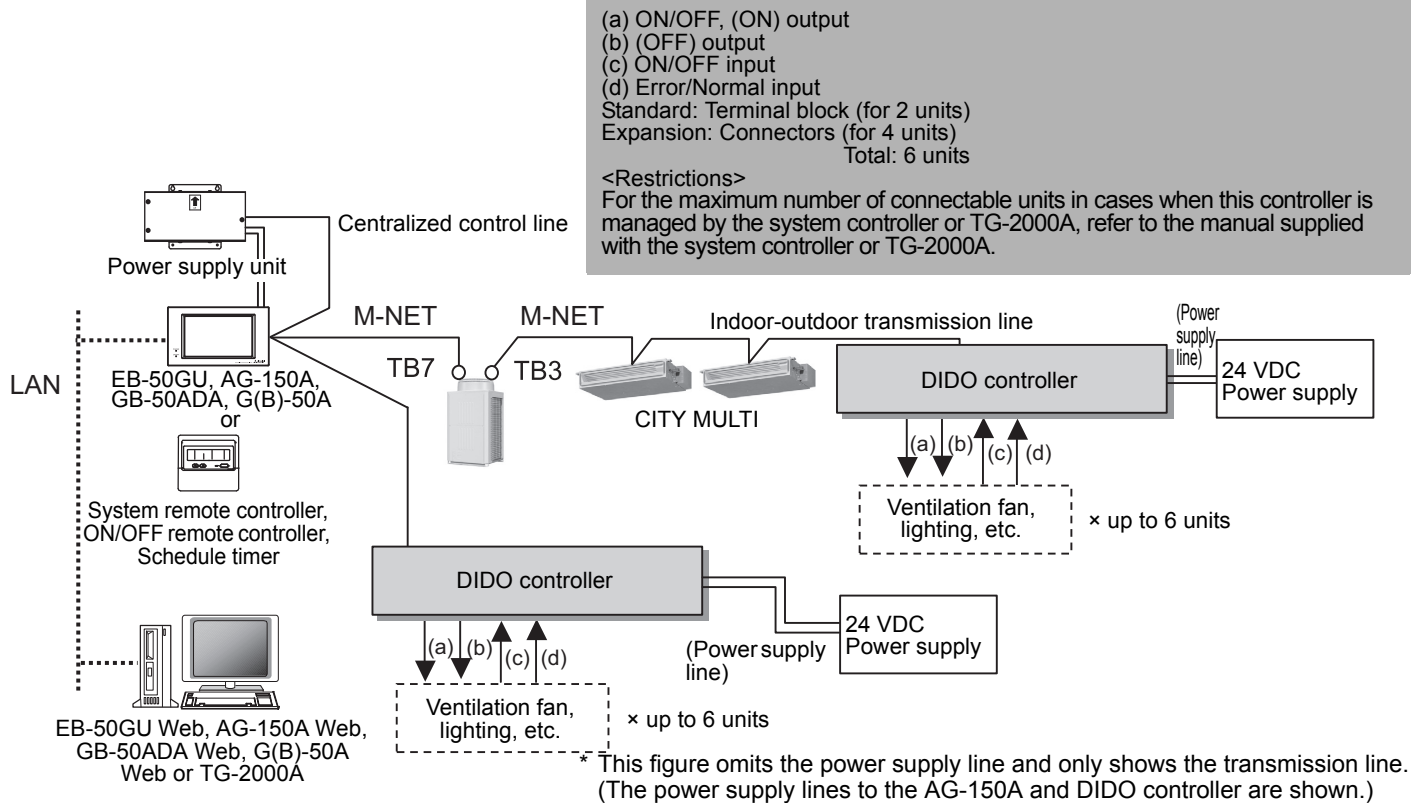 (a) ON/OFF, (ON) output
(b) (OFF) output
(c) ON/OFF input
(d) Error/Normal input
Standard: Terminal block (for 2 units)
Expansion: Connectors (for 4 units)
Total: 6 units
<Restrictions>
For the maximum number of connectable units in cases when this controller is
managed by the system controller or TG-2000A, refer to the manual supplied
with the system controller or TG-2000A.
Centralized control line
Power supply unit
LAN
M-NET
M-NET
Indoor-outdoor transmission line
(Power
supply
line)
TB7
TB3
DIDO controller
24 VDC
Power supply
EB-50GU, AG-150A,
GB-50ADA, G(B)-50A
or
CITY MULTI
(a)
(b)
(c)
(d)
Ventilation fan,
lighting, etc.
× up to 6 units
System remote controller,
ON/OFF remote controller,
Schedule timer
DIDO controller
24 VDC
Power supply
(Power supply
line)
(a)
(b)
(c)
(d)
Ventilation fan,
lighting, etc.
× up to 6 units
EB-50GU Web, AG-150A Web,
GB-50ADA Web, G(B)-50A
Web or TG-2000A
* This figure omits the power supply line and only shows the transmission line.
(The power supply lines to the AG-150A and DIDO controller are shown.)